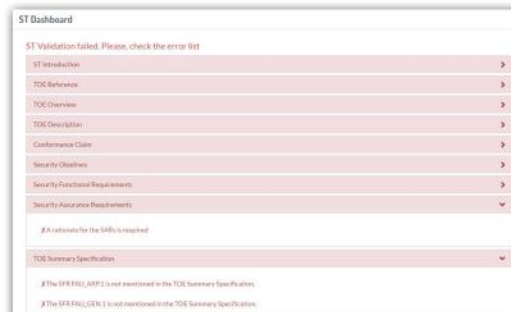 ST Dashboard
ST Validation failed. Please, check the error list
ST Introduction
TOE Reference
TOE Overview
TOE Description
Conformance Claim
Security Objetives
Security Functional Requirements
Security Assurance Requirements
A rationale for the SARs is required
TOE Summary Specification
The SFR FAU_ARP.1 is not mentioned in the TOE Summary Specification.
The SFR FAU_GEN.1 is not mentioned in the TOE Summary Specification.